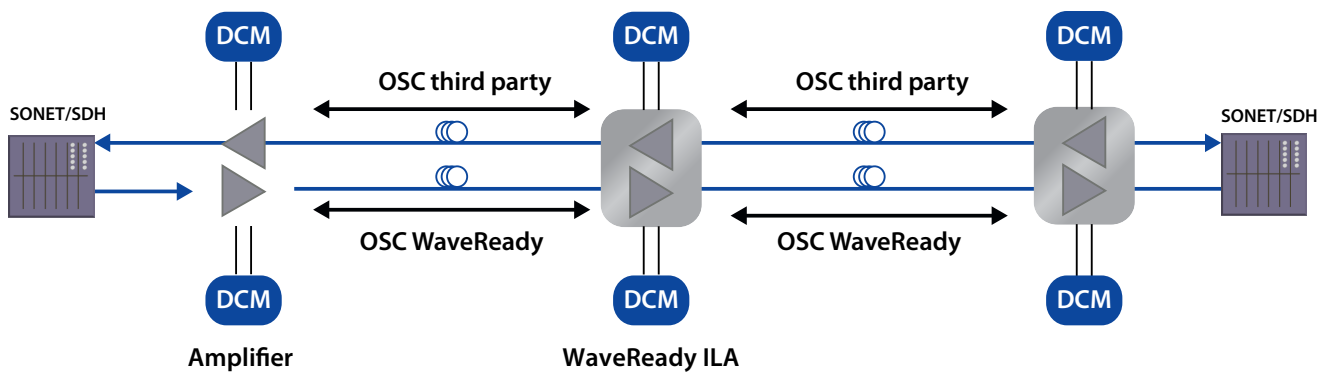 DCM
DCM
DCM
OSC third party
OSC third party
SONET/SDH
SONET/SDH
OSC WaveReady
OSC WaveReady
DCM
DCM
DCM
Amplifier
WaveReady ILA